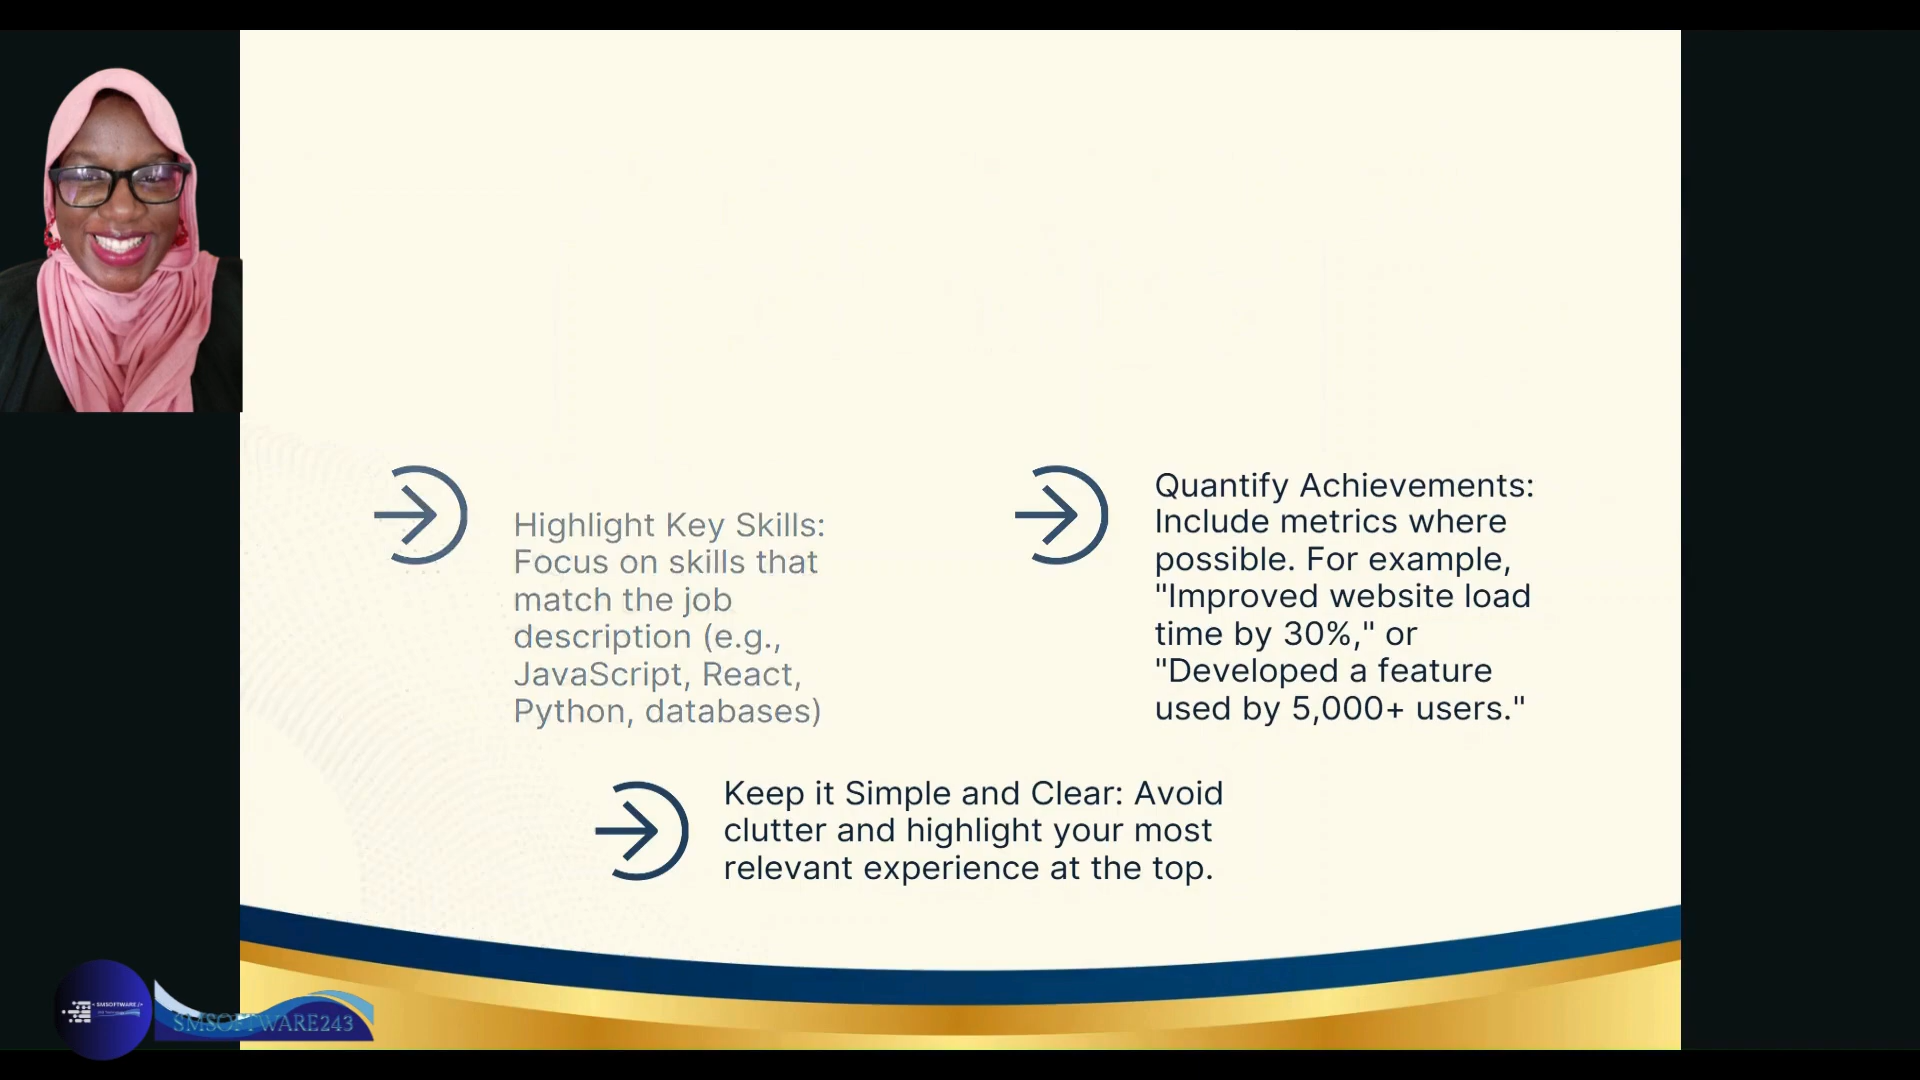 Highlight Key Skills:
Focus on skills that
match the job
description (e.g.,
JavaScript, React,
Python, databases)
Quantify Achievements:
Include metrics where
possible. For example,
"Improved website load
time by 30%," or
"Developed a feature
used by 5,000+ users."
Keep it Simple and Clear: Avoid
clutter and highlight your most
relevant experience at the top.
SMSOFTWARE
SMSOFTWARE243